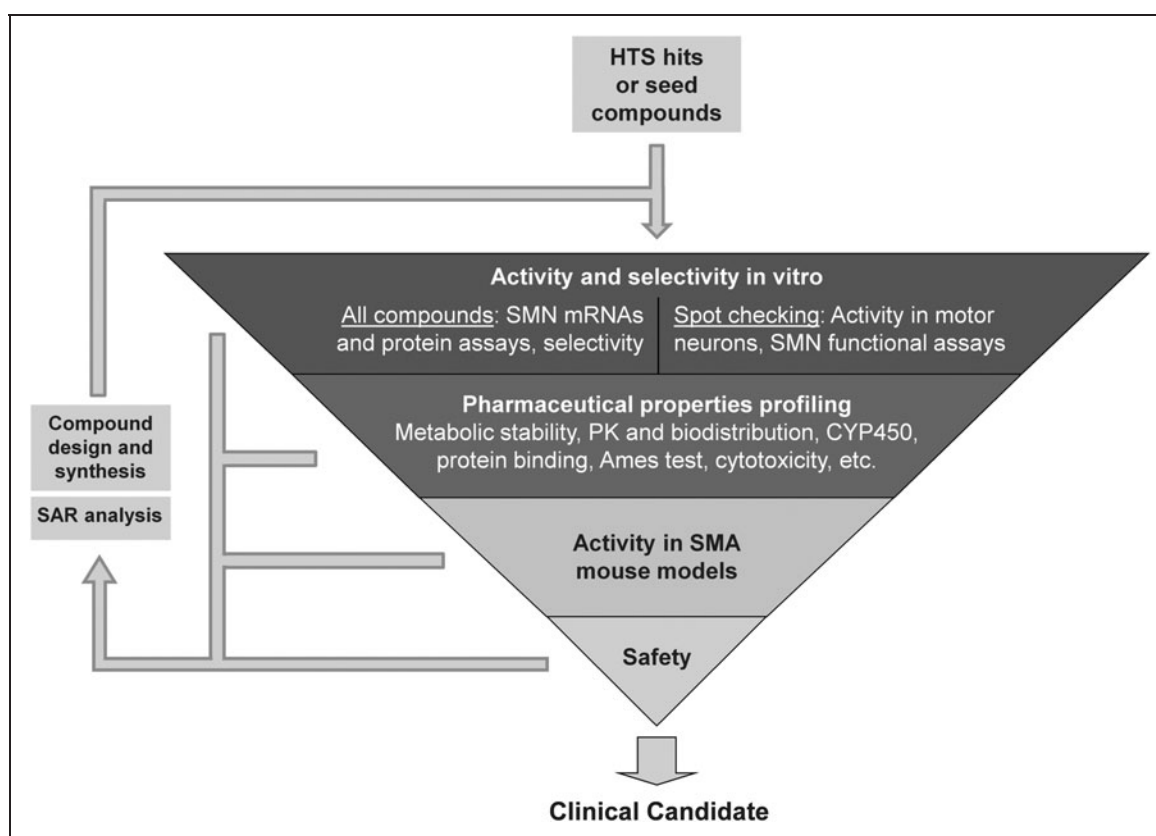 HTS hits
or seed
compounds
Activity and selectivity in vitro
All compounds: SMN mRNAs
and protein assays, selectivity
Spot checking: Activity in motor
neurons, SMN functional assays
Pharmaceutical properties profiling
Metabolic stability, PK and biodistribution, CYP450,
protein binding, Ames test, cytotoxicity, etc.
Compound
design and
synthesis
SAR analysis
Activity in SMA
mouse models
Safety
Clinical Candidate